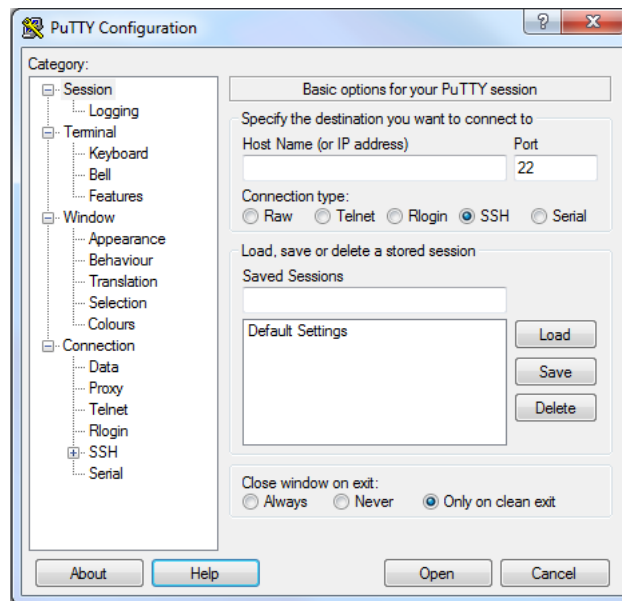 PuTTY Configuration
Category:
Session
Logging
Terminal
Keyboard
Bell
Features
Window
Appearance
Behaviour
Translation
Selection
Colours
Connection
Data
Proxy
Telnet
Rlogin
SSH
Serial
Basic options for your PuTTY session
Specify the destination you want to connect to
Host Name (or IP address) Port
22
Connection type:
Raw Telnet Rlogin SSH Serial
Load, save or delete a stored session
Saved Sessions
Default Settings
Load
Save
Delete
Close window on exit:
Always Never Only on clean exit
About Help Open Cancel